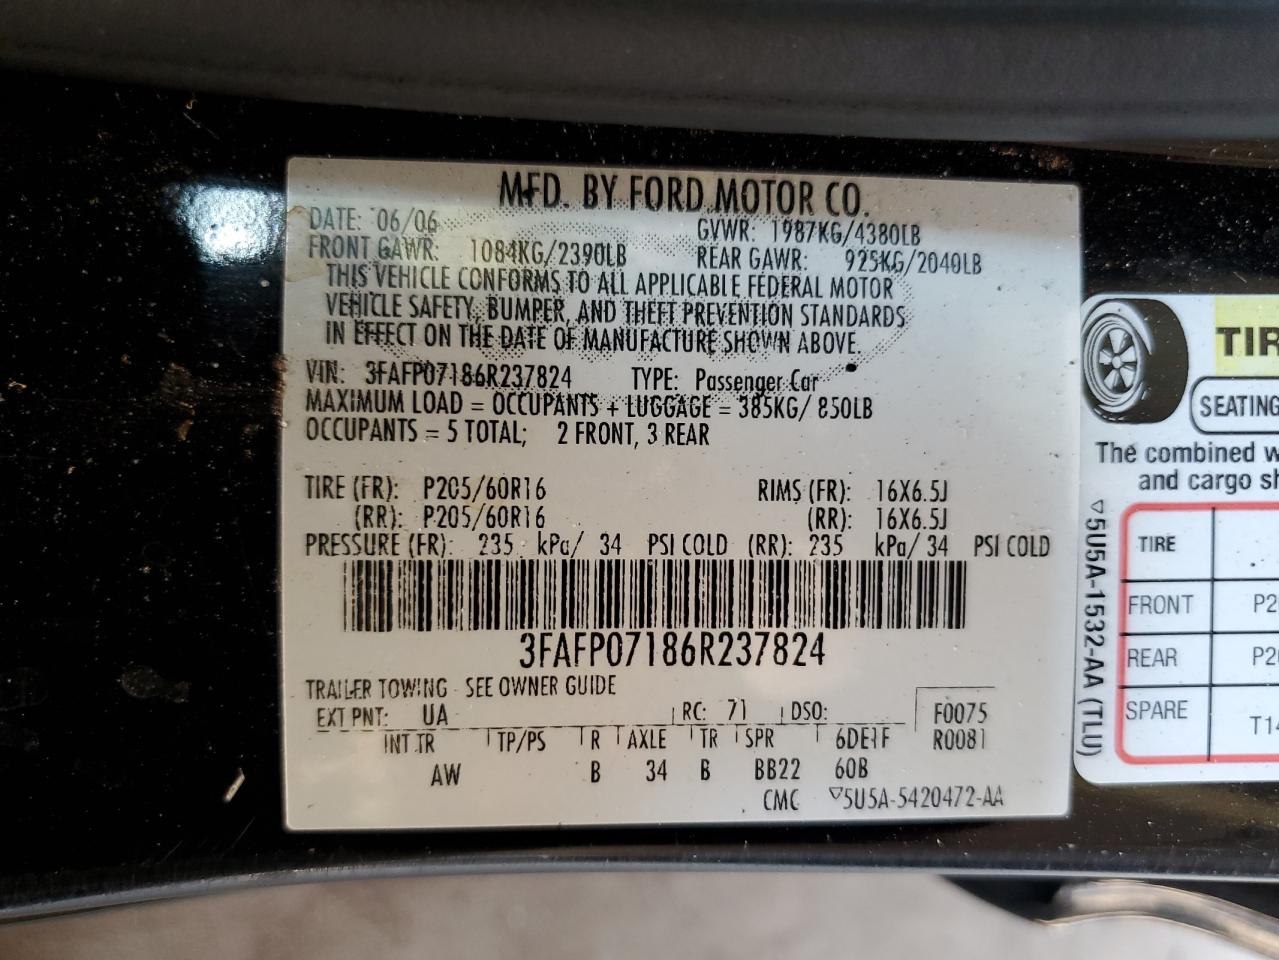 MFD. BY FORD MOTOR CO.
DATE: 06/06 GVWR: 1987KG/4380LB
FRONT GAWR: 1084KG/2390LB REAR GAWR: 925KG/2040LB
THIS VEHICLE CONFORMS TO ALL APPLICABLE FEDERAL MOTOR
VEHICLE SAFETY, BUMPER, AND THEFT PREVENTION STANDARDS
IN EFFECT ON THE DATE OF MANUFACTURE SHOWN ABOVE.
VIN: 3FAFP07186R237824 TYPE: Passenger Car
MAXIMUM LOAD = OCCUPANTS + LUGGAGE = 385KG/ 850LB
OCCUPANTS = 5 TOTAL; 2 FRONT, 3 REAR
TIRE (FR): P205/60R16 RIMS (FR): 16X6.5J
(RR): P205/60R16 (RR): 16X6.5J
PRESSURE (FR): 235 kPa/ 34 PSI COLD (RR): 235 kPa/ 34 PSI COLD
3FAFP07186R237824
TRAILER TOWING - SEE OWNER GUIDE
EXT PNT: UA RC: 71 DSO: F0075
INT TR TP/PS R AXLE TR SPR 6DE1F R0081
AW B 34 B BB22 60B
CMC ▽5U5A-5420472-AA
TIR
SEATING
The combined w
and cargo sh
TIRE
FRONT P20
REAR P20
SPARE T14
▽5U5A-1532-AA (TLU)